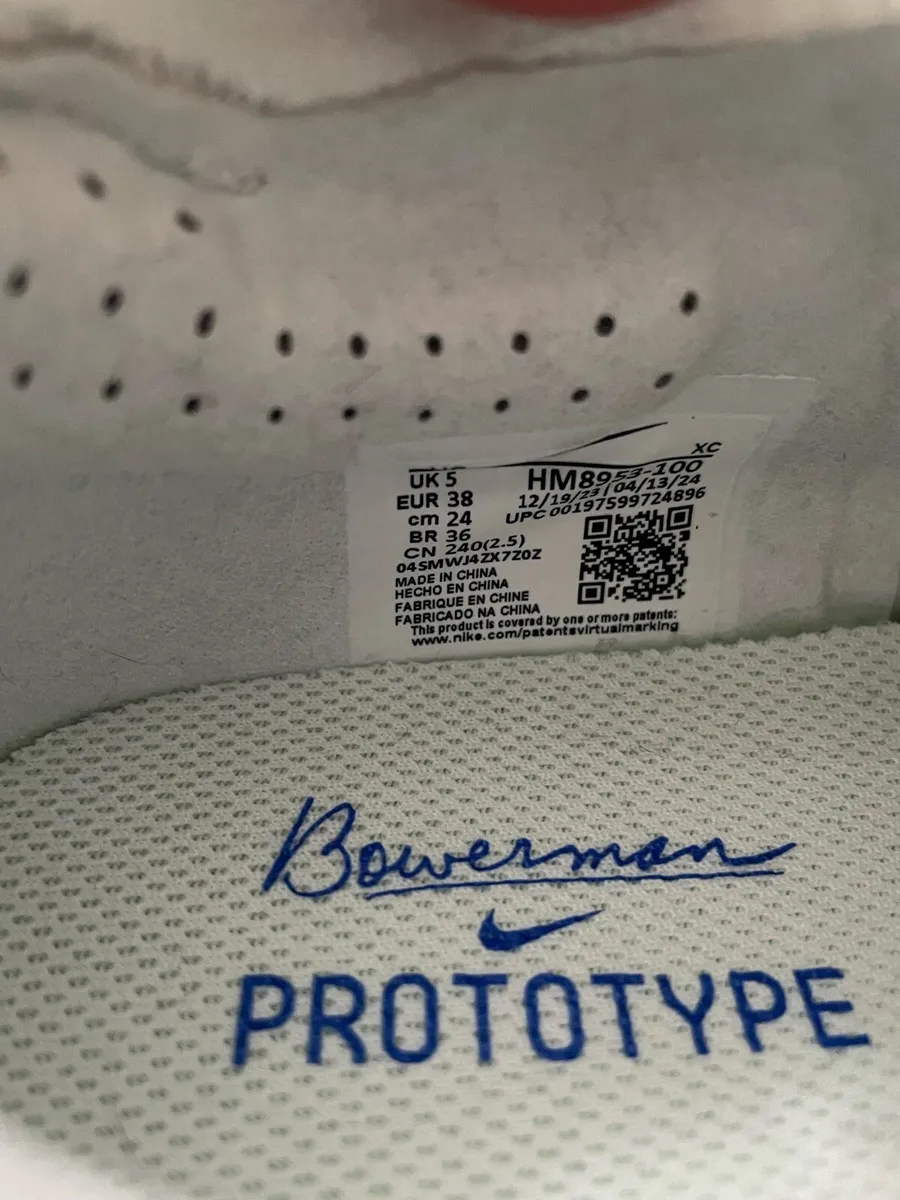 XC
UK 5
EUR 38
cm 24
BR 36
CN 240(2.5)
04SMWJ4ZX7Z0Z
MADE IN CHINA
HECHO EN CHINA
FABRIQUE EN CHINE
FABRICADO NA CHINA
HM8953-100
12/19/23 04/13/24
UPC 00197599724896
This product is covered by one or more patents:
www.nike.com/patentsvirtualmarking
Bowerman
PROTOTYPE